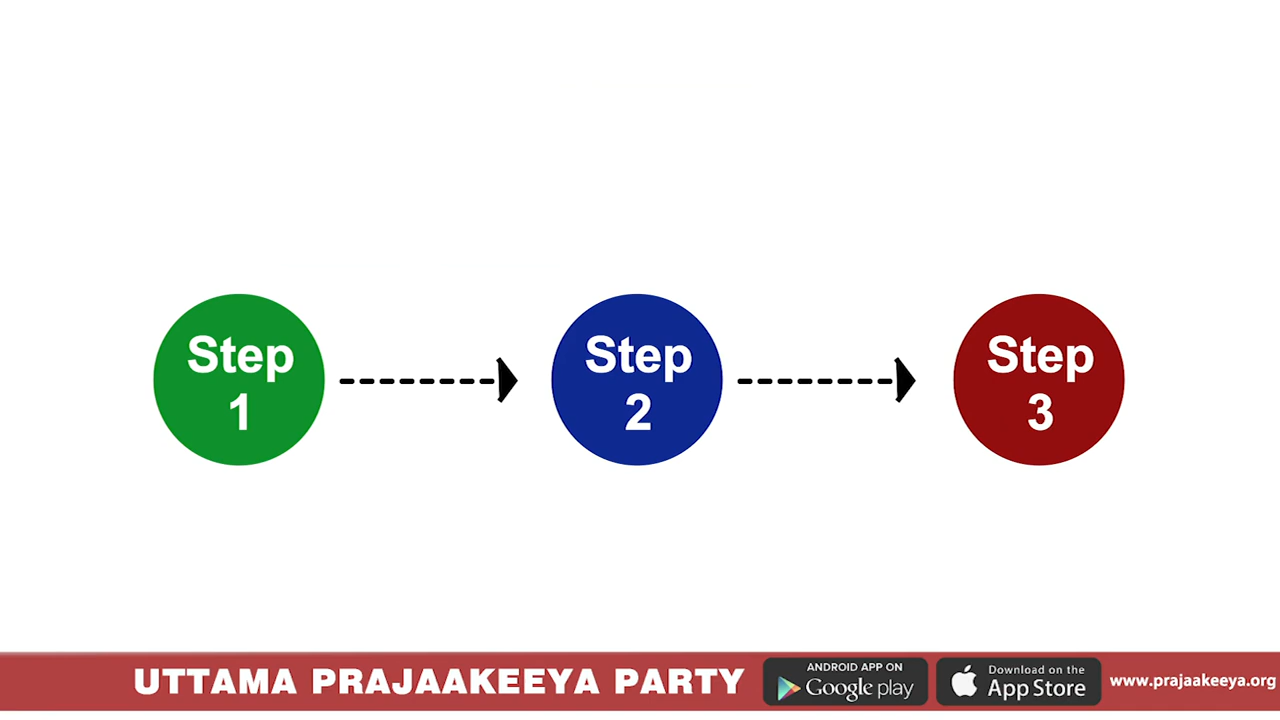 Step
1
Step
2
Step
3
UTTAMA PRAJAAKEEYA PARTY
ANDROID APP ON
Google play
Download on the
App Store
www.prajaakeeya.org